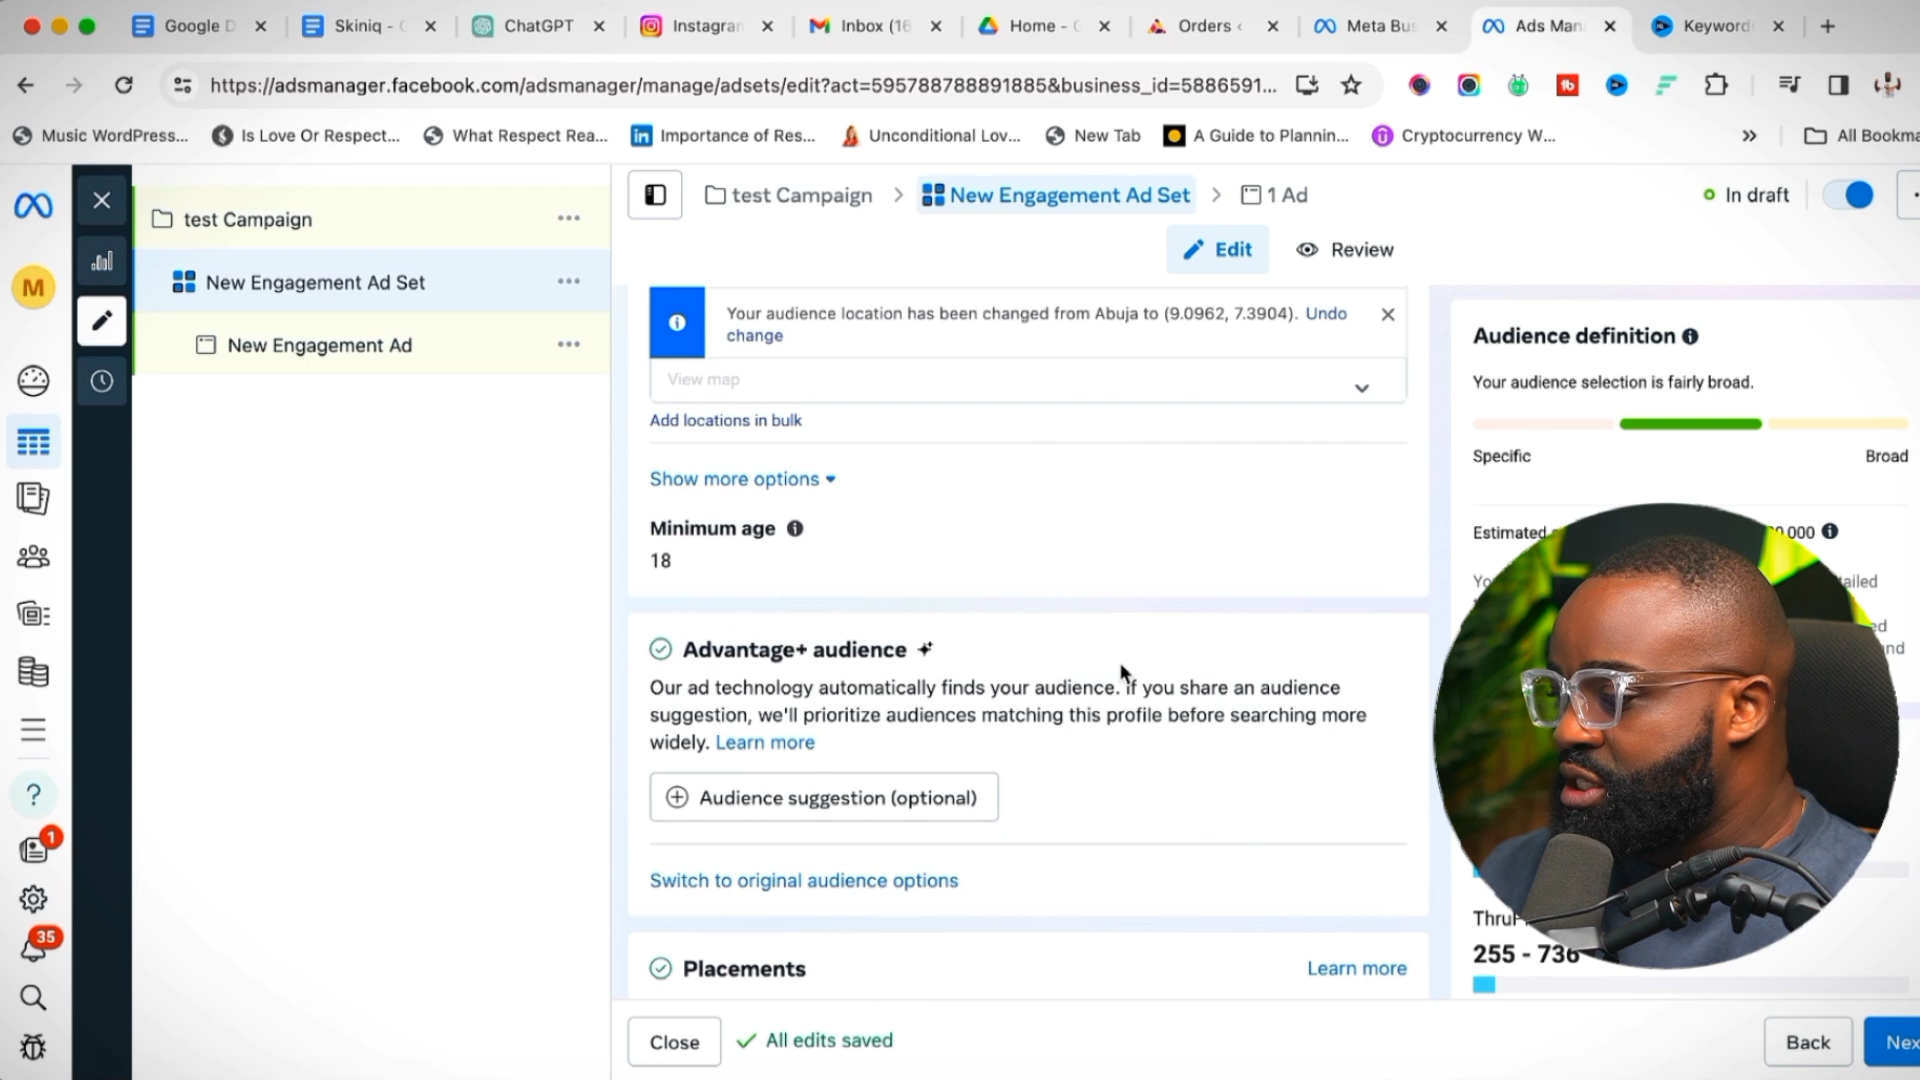 Google D
Skiniq - G
ChatGPT
Instagran
Inbox (16
Home - G
Orders ‹
Meta Bus
Ads Man
Keyword
https://adsmanager.facebook.com/adsmanager/manage/adsets/edit?act=595788788891885&business_id=5886591...
Music WordPress...
Is Love Or Respect...
What Respect Rea...
Importance of Res...
Unconditional Lov...
New Tab
A Guide to Plannin...
Cryptocurrency W...
All Bookma
M
test Campaign
New Engagement Ad Set
New Engagement Ad
1
35
test Campaign > New Engagement Ad Set > 1 Ad
In draft
Edit
Review
Your audience location has been changed from Abuja to (9.0962, 7.3904). Undo
change
View map
Add locations in bulk
Show more options
Minimum age
18
Advantage+ audience
Our ad technology automatically finds your audience. If you share an audience
suggestion, we'll prioritize audiences matching this profile before searching more
widely. Learn more
Audience suggestion (optional)
Switch to original audience options
Placements
Learn more
Audience definition
Your audience selection is fairly broad.
Specific
Broad
Estimated
255 - 736
Close
All edits saved
Back
Nex